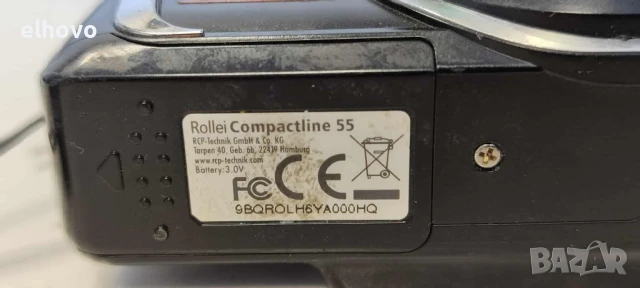 elhovo
Rollei Compactline 55
RCP-Technik GmbH & Co. KG
Tarpen 40, Geb. 6b, 22419 Hamburg
www.rcp-technik.com
Battery: 3.0V
FC CE
9BQROLH6YA000HQ
BAZAR